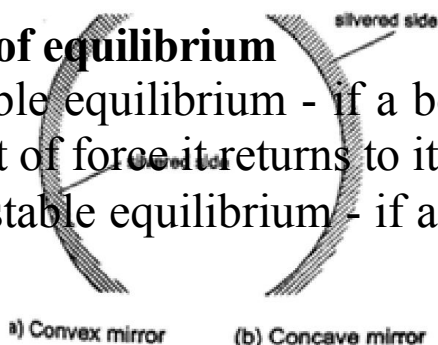 silvered side
of equilibrium
ble equilibrium - if a b
t of force it returns to it
silvered side
stable equilibrium - if a
a) Convex mirror
(b) Concave mirror